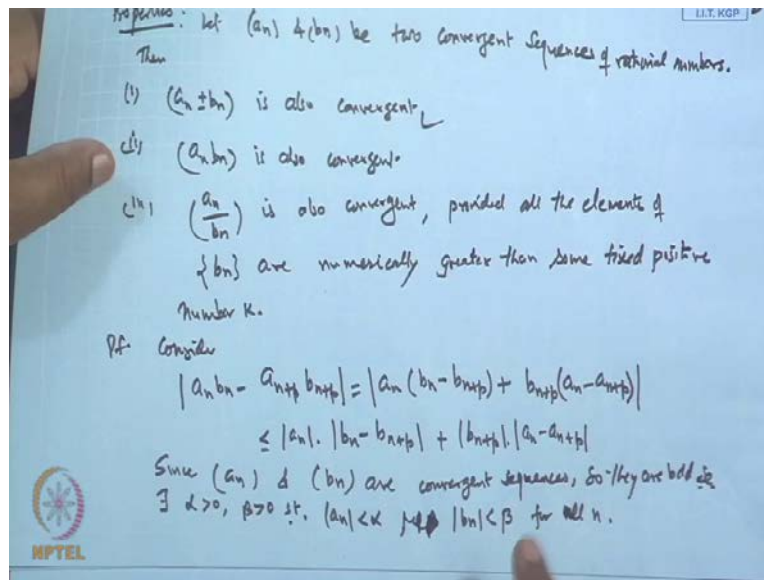 I.I.T. KGP
Properties: Let (an) & (bn) be two convergent sequences of rational numbers.
Then
(i) (an ± bn) is also convergent
(ii) (an bn) is also convergent.
(iii) (an/bn) is also convergent, provided all the elements of
{bn} are numerically greater than some fixed positive
number K.
Pf. Consider
|an bn - an+p bn+p| = |an (bn - bn+p) + bn+p (an - an+p)|
≤ |an|. |bn - bn+p| + |bn+p|. |an - an+p|
Since (an) & (bn) are convergent sequences, So they are bdd
∃ α>0, β>0 st. |an| < α |bn| < β for all n.
NPTEL